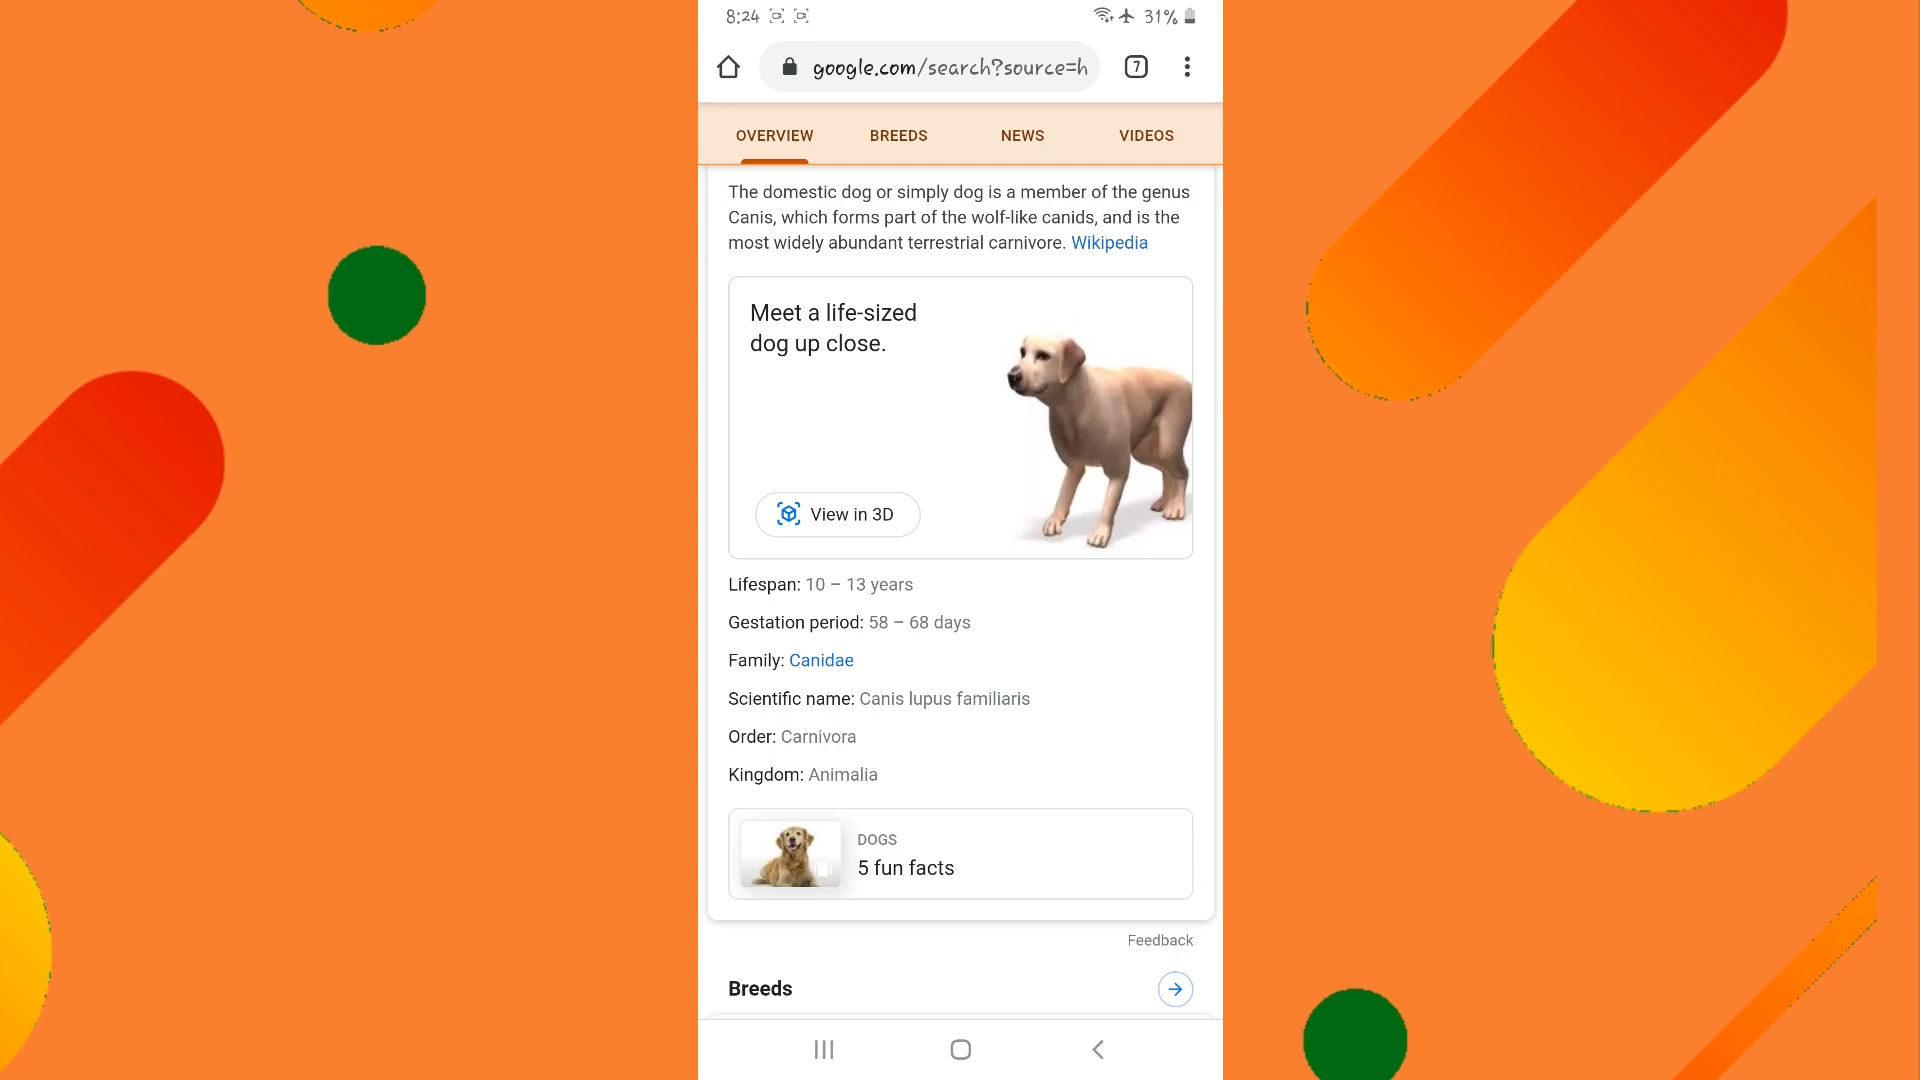 8:24 31%
google.com/search?source=h 7
OVERVIEW BREEDS NEWS VIDEOS
The domestic dog or simply dog is a member of the genus
Canis, which forms part of the wolf-like canids, and is the
most widely abundant terrestrial carnivore. Wikipedia
Meet a life-sized
dog up close.
View in 3D
Lifespan: 10 – 13 years
Gestation period: 58 – 68 days
Family: Canidae
Scientific name: Canis lupus familiaris
Order: Carnivora
Kingdom: Animalia
DOGS
5 fun facts
Feedback
Breeds